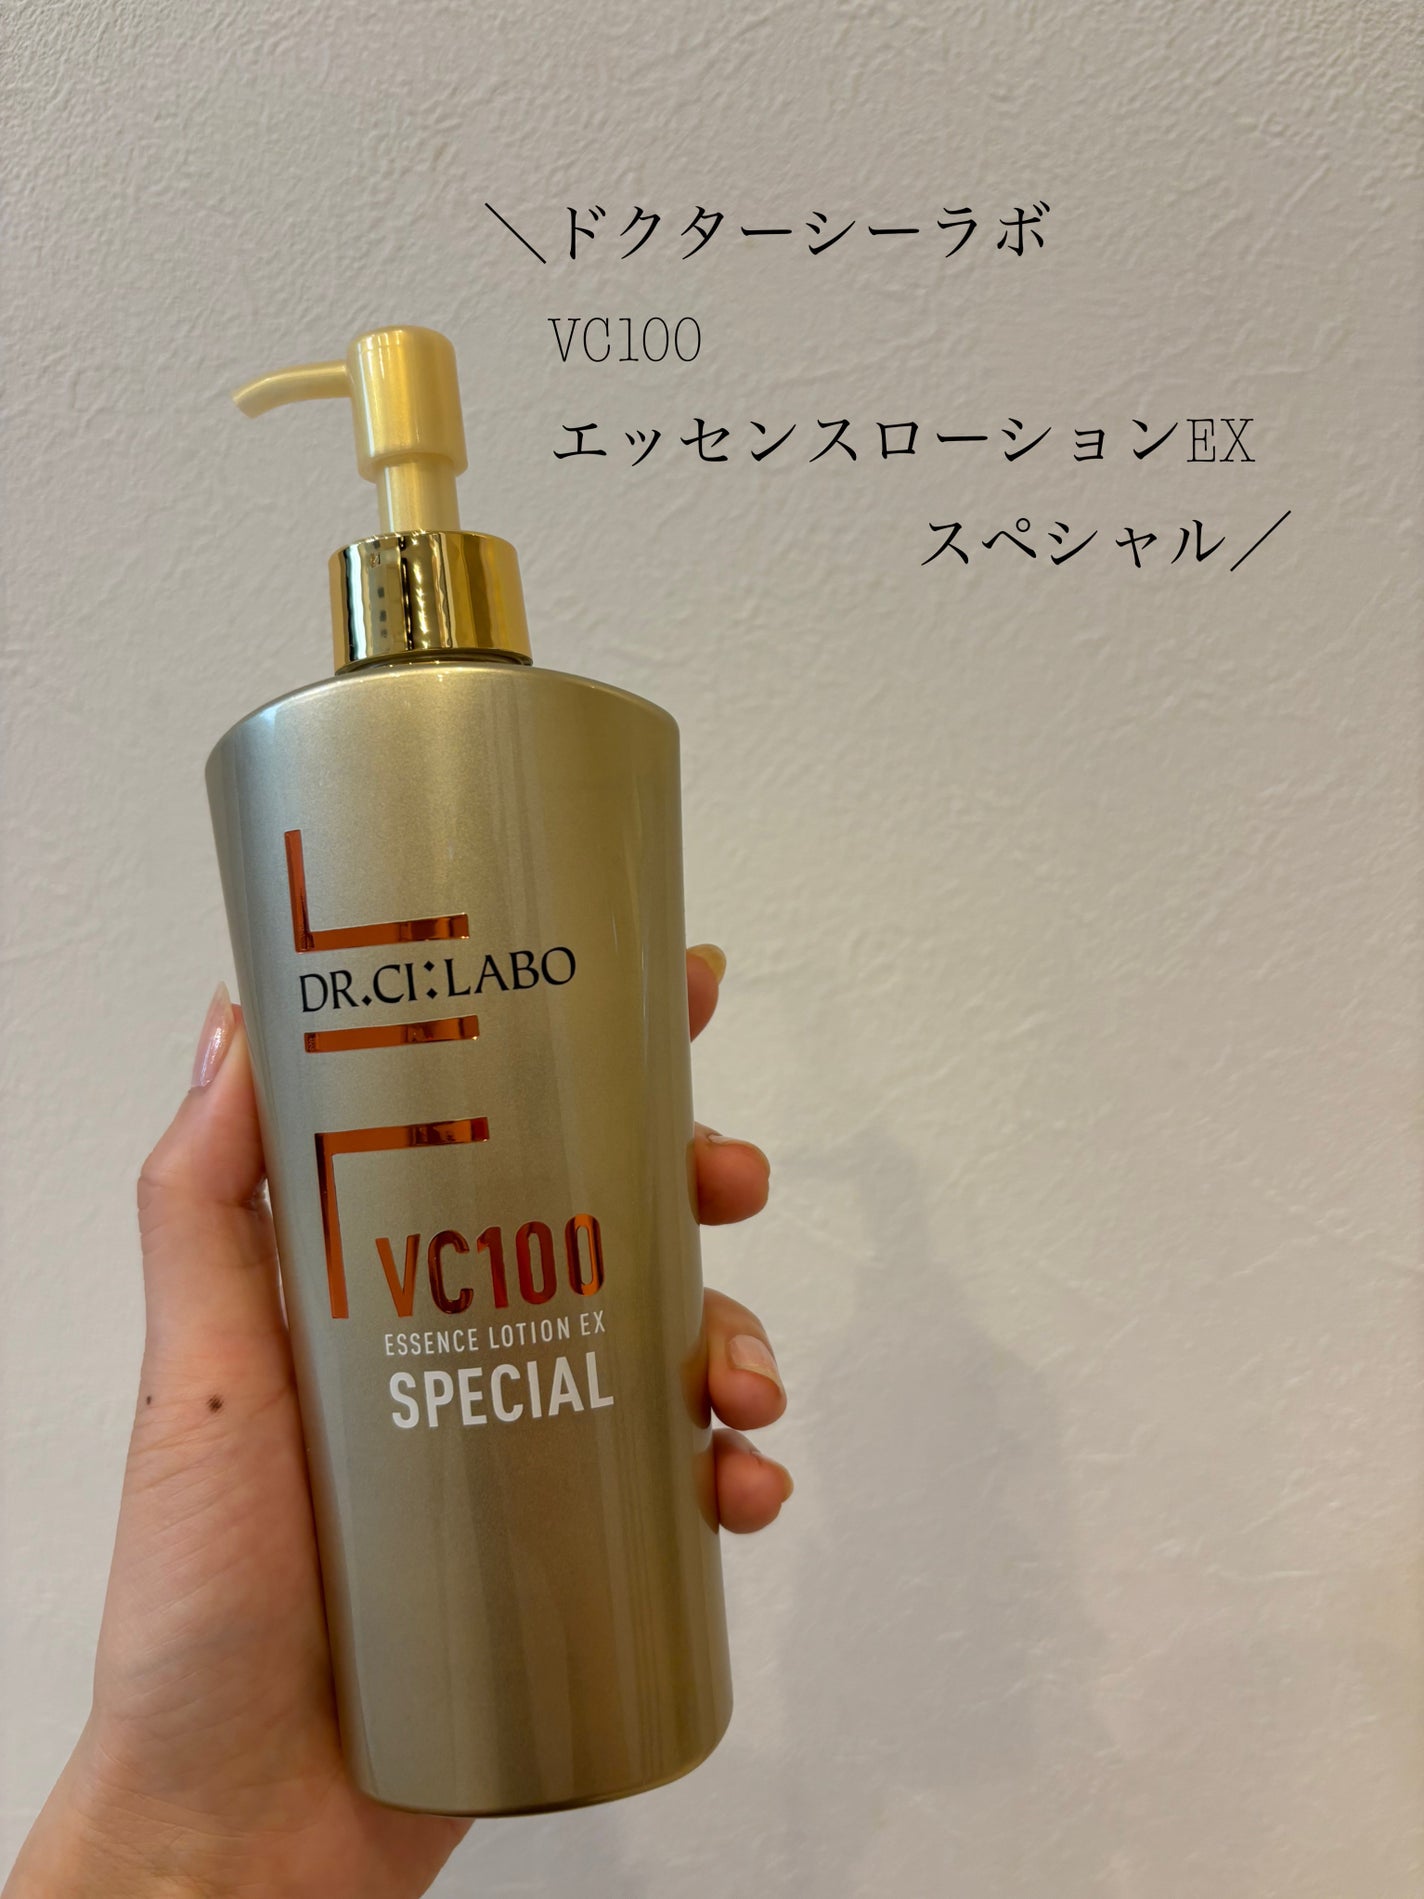 ＼ドクターシーラボ
VC100
エッセンスローションEX
スペシャル／
DR.CI:LABO
VC100
ESSENCE LOTION EX
SPECIAL